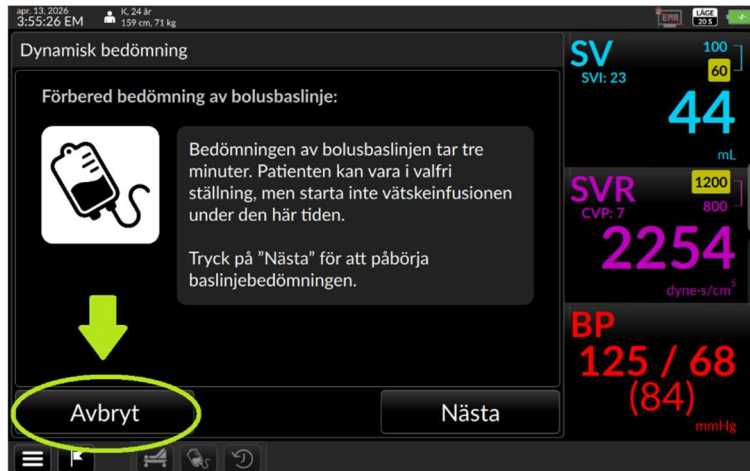 apr. 13, 2026
3:55:26 EM
K, 24 år
159 cm, 71 kg
EMR
LÄGE
20 S
Dynamisk bedömning
Förbered bedömning av bolusbaslinje:
Bedömningen av bolusbaslinjen tar tre
minuter. Patienten kan vara i valfri
ställning, men starta inte vätskeinfusionen
under den här tiden.
Tryck på ”Nästa” för att påbörja
baslinjebedömningen.
Avbryt
Nästa
SV
SVI: 23
100
60
44
mL
SVR
CVP: 7
1200
800
2254
dyne-s/cm⁵
BP
125 / 68
(84)
mmHg